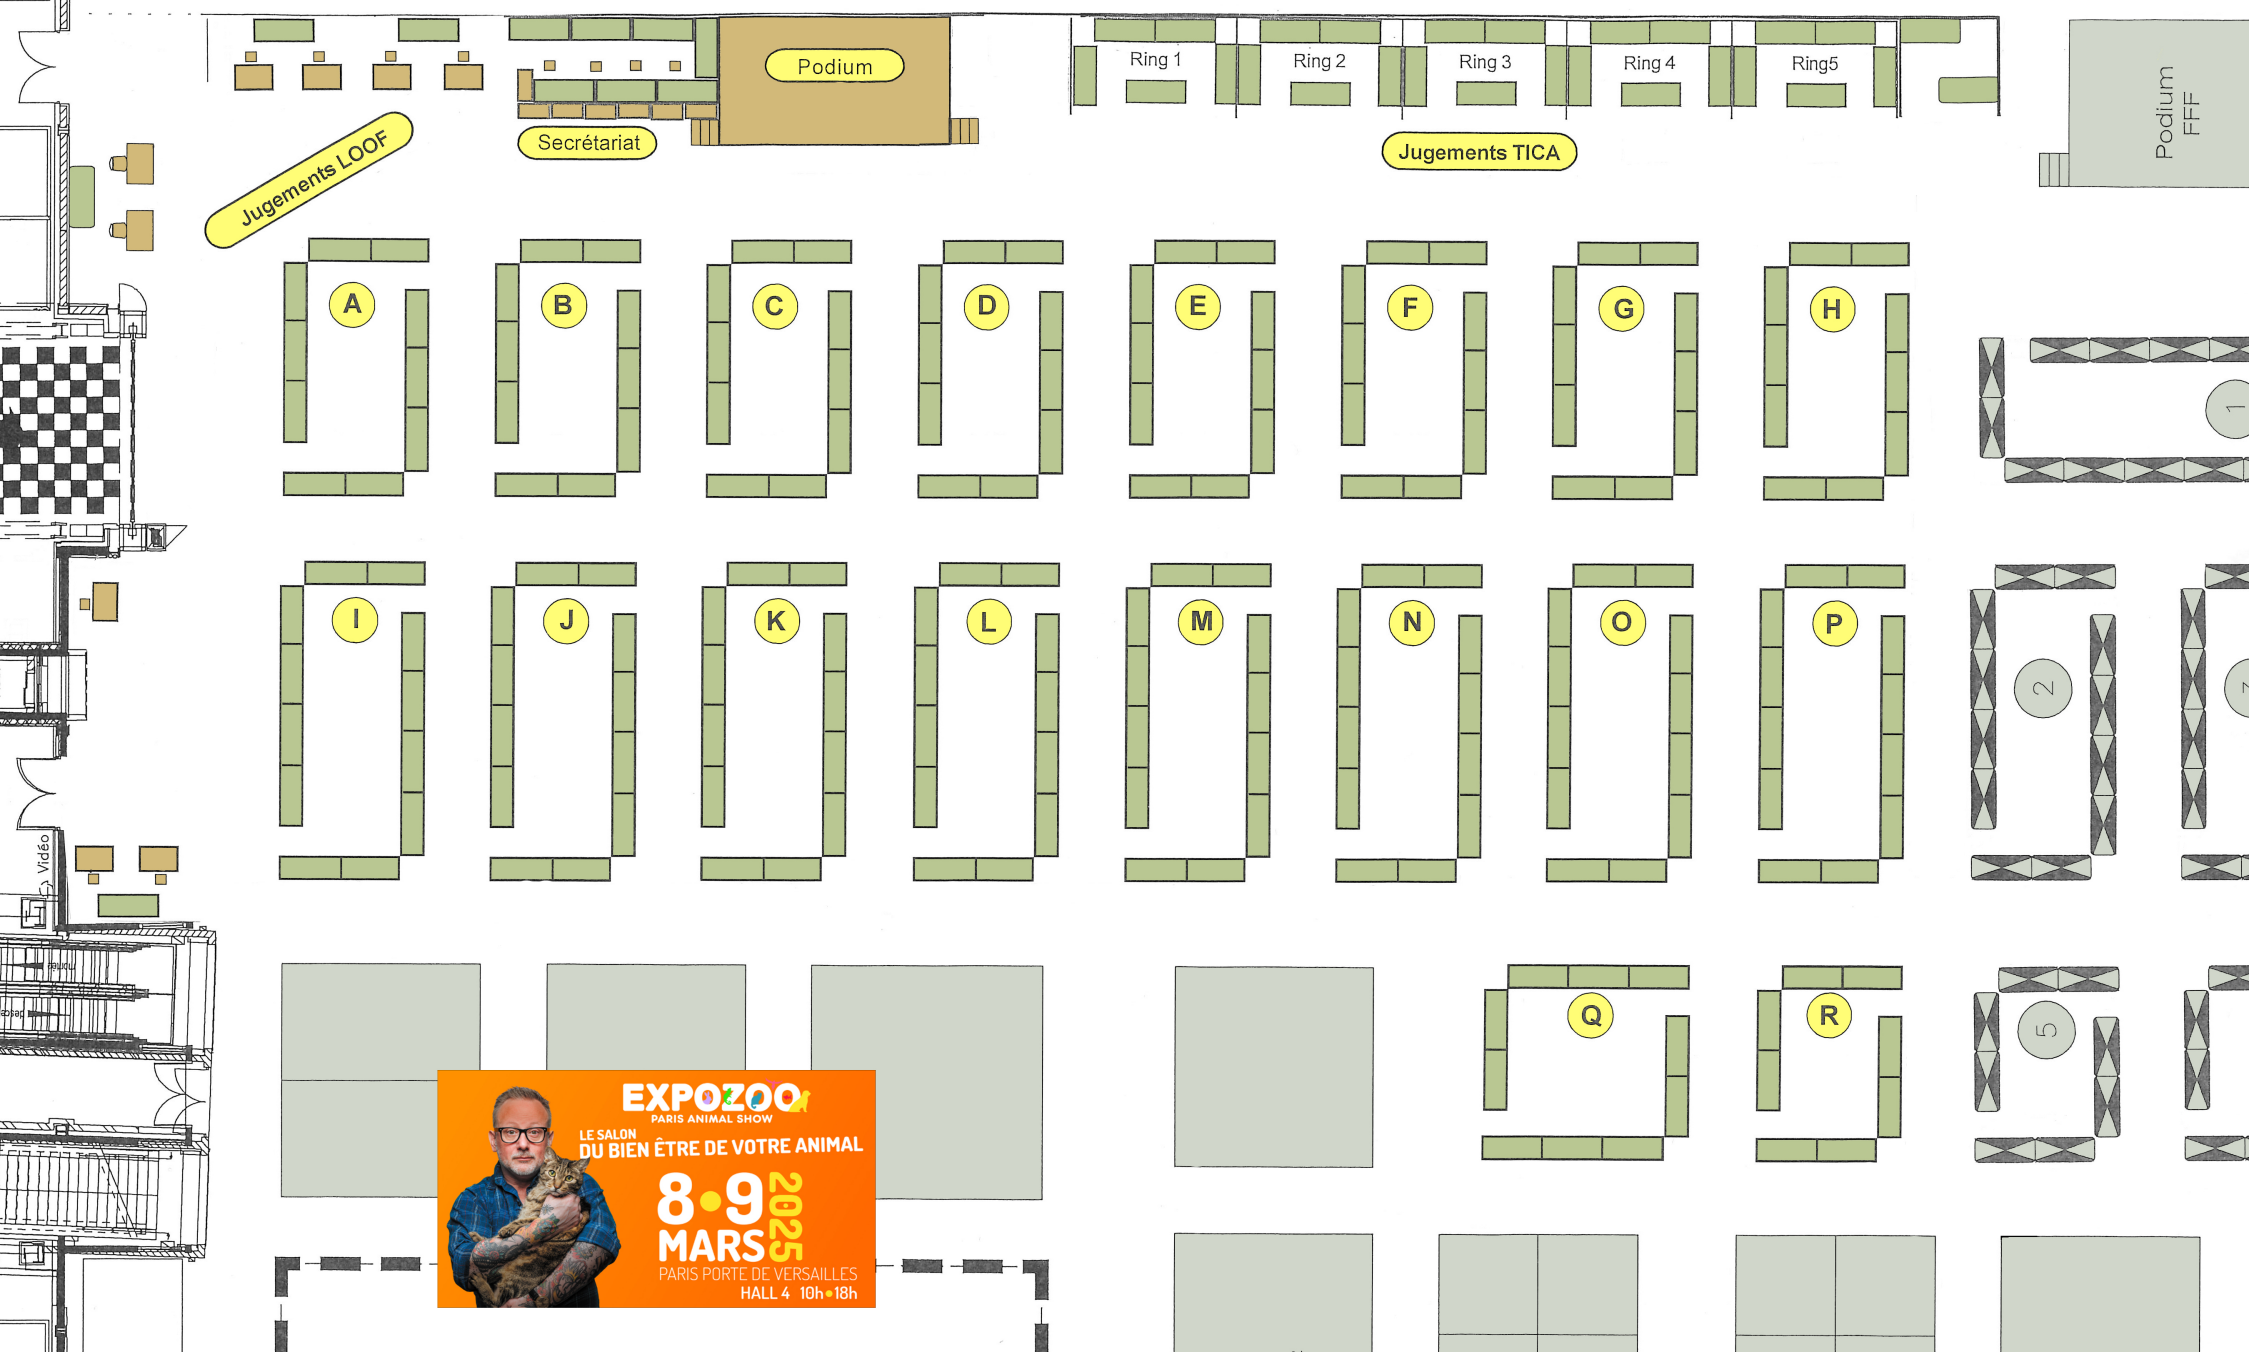 Podium
Ring 1
Ring 2
Ring 3
Ring 4
Ring5
Podium
FFF
Jugements LOOF
Secrétariat
Jugements TICA
A
B
C
D
E
F
G
H
1
I
J
K
L
M
N
O
P
2
Vidéo
Q
R
5
EXPOZOO
PARIS ANIMAL SHOW
LE SALON
DU BIEN ÊTRE DE VOTRE ANIMAL
8•9
MARS
2025
PARIS PORTE DE VERSAILLES
HALL 4 10h•18h